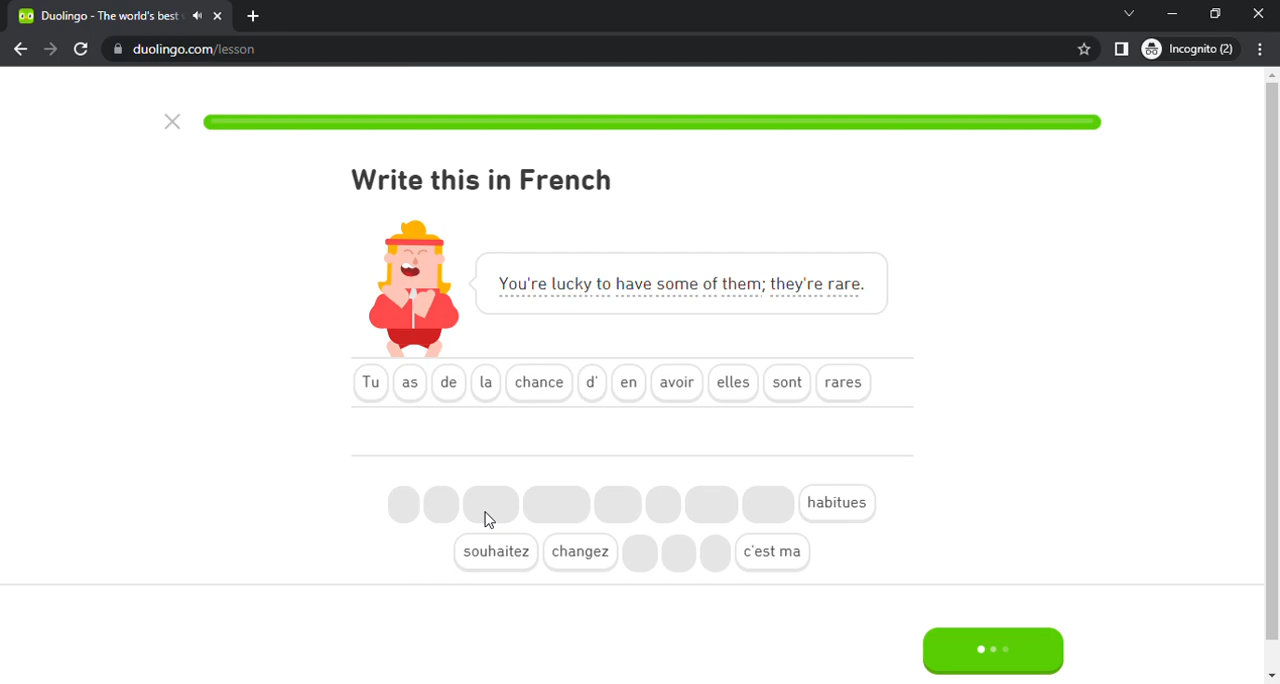 Duolingo - The world's best
duolingo.com/lesson
Incognito (2)
Write this in French
You're lucky to have some of them; they're rare.
Tu as de la chance d' en avoir elles sont rares
habitues
souhaitez changez c'est ma